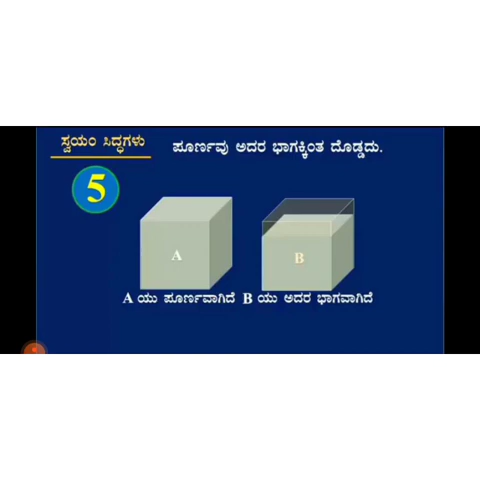 ಸ್ವಯಂ ಸಿದ್ಧಗಳು
ಪೂರ್ಣವು ಅದರ ಭಾಗಕ್ಕಿಂತ ದೊಡ್ಡದು.
5
A
B
A ಯು ಪೂರ್ಣವಾಗಿದೆ B ಯು ಅದರ ಭಾಗವಾಗಿದೆ